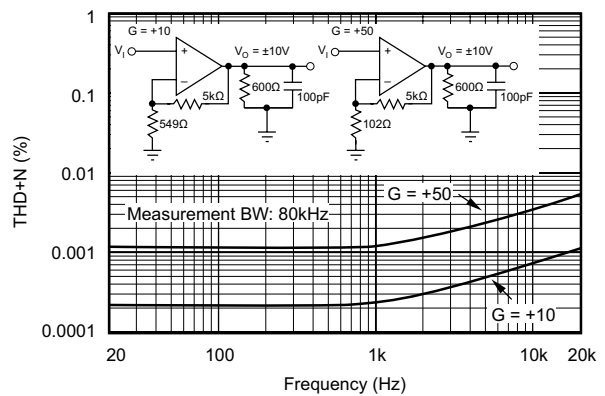 1
0.1
0.01
0.001
0.0001
THD+N (%)
G = +10
V_I
+
–
V_O = ±10V
5kΩ
600Ω
100pF
549Ω
G = +50
V_I
+
–
V_O = ±10V
5kΩ
600Ω
100pF
102Ω
G = +50
Measurement BW: 80kHz
G = +10
20 100 1k 10k 20k
Frequency (Hz)